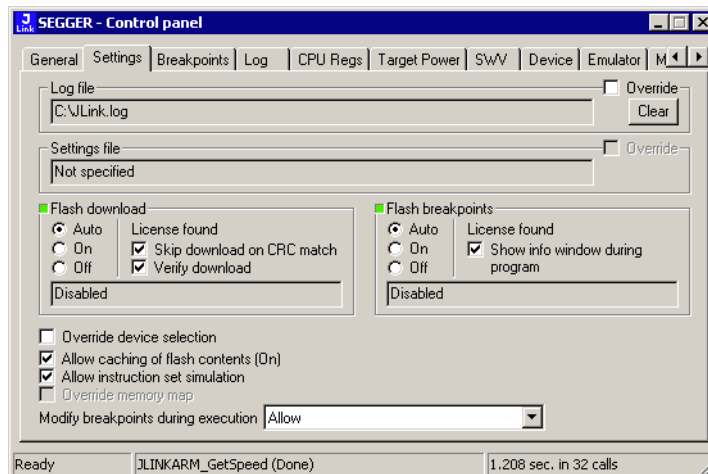 J
Link
SEGGER - Control panel
General Settings Breakpoints Log CPU Regs Target Power SWV Device Emulator M
Log file Override
C:\JLink.log Clear
Settings file Override
Not specified
Flash download
Auto License found
On Skip download on CRC match
Off Verify download
Disabled
Flash breakpoints
Auto License found
On Show info window during
Off program
Disabled
Override device selection
Allow caching of flash contents (On)
Allow instruction set simulation
Override memory map
Modify breakpoints during execution Allow
Ready JLINKARM_GetSpeed (Done) 1.208 sec. in 32 calls